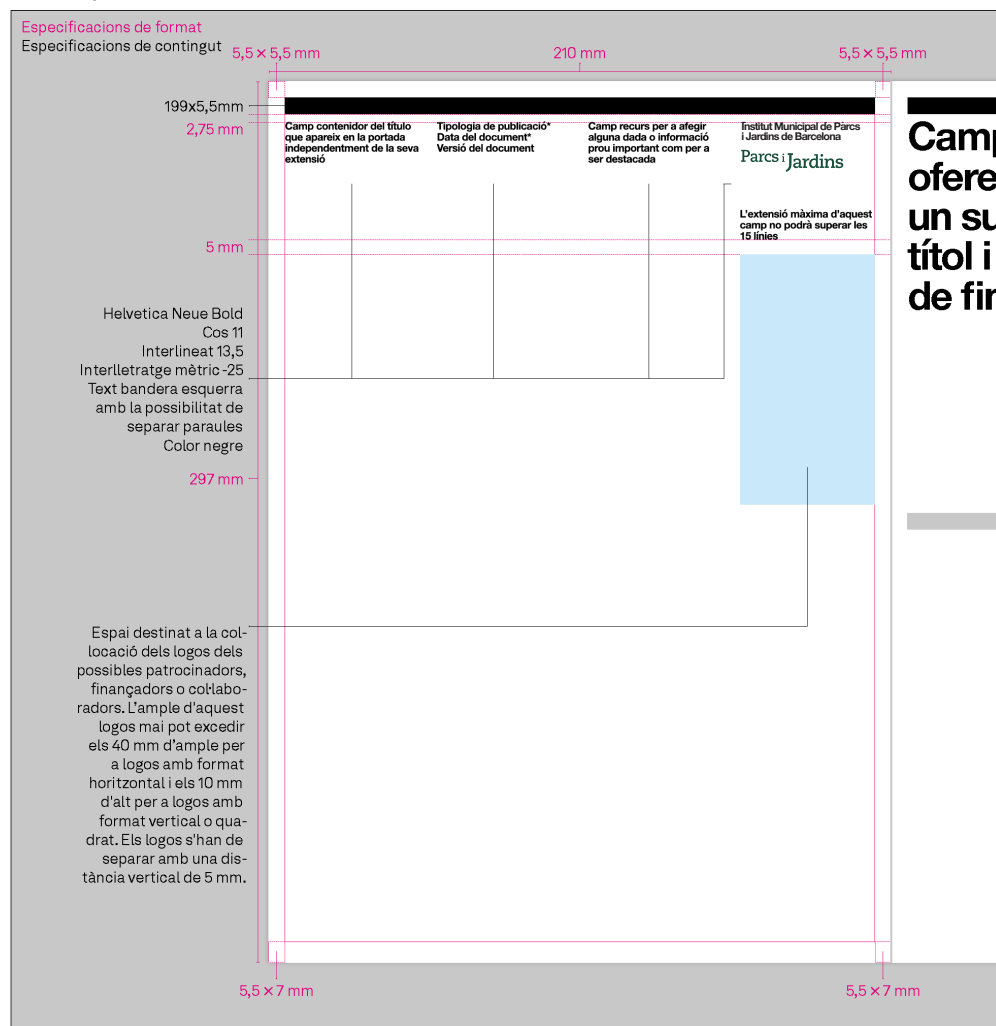 Especificacions de format
Especificacions de contingut
5,5 × 5,5 mm
210 mm
5,5 × 5,5 mm
199x5,5mm
2,75 mm
Camp contenidor del título
que apareix en la portada
independentment de la seva
extensió
Tipologia de publicació*
Data del document*
Versió del document
Camp recurs per a afegir
alguna dada o informació
prou important com per a
ser destacada
Institut Municipal de Parcs
i Jardins de Barcelona
Parcs i Jardins
L'extensió màxima d'aquest
camp no podrà superar les
15 línies
5 mm
Helvetica Neue Bold
Cos 11
Interlineat 13,5
Interlletratge mètric -25
Text bandera esquerra
amb la possibilitat de
separar paraules
Color negre
297 mm
Espai destinat a la col-
locació dels logos dels
possibles patrocinadors,
finançadors o col·labo-
radors. L'ample d'aquest
logos mai pot excedir
els 40 mm d'ample per
a logos amb format
horitzontal i els 10 mm
d'alt per a logos amb
format vertical o qua-
drat. Els logos s'han de
separar amb una dis-
tància vertical de 5 mm.
5,5 × 7 mm
5,5 × 7 mm
Camp
ofere
un su
títol i
de fin